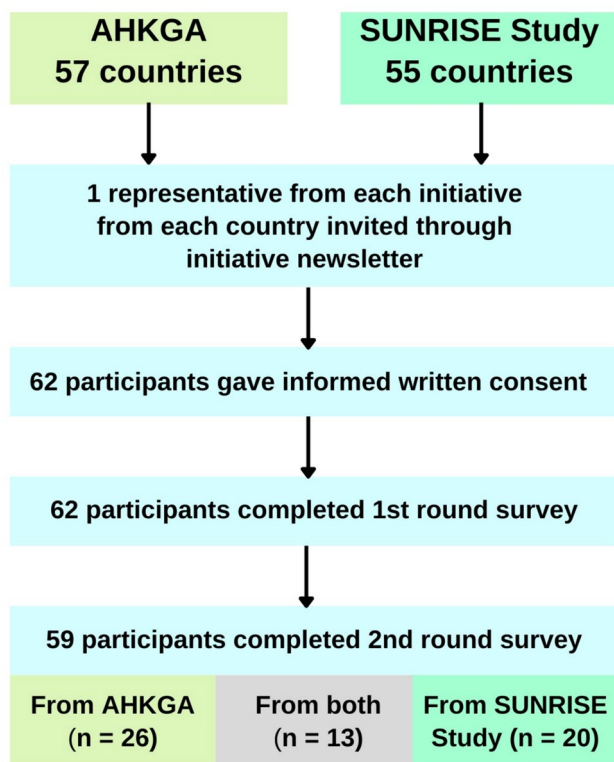 AHKGA
57 countries
SUNRISE Study
55 countries
1 representative from each initiative
from each country invited through
initiative newsletter
62 participants gave informed written consent
62 participants completed 1st round survey
59 participants completed 2nd round survey
From AHKGA
(n = 26)
From both
(n = 13)
From SUNRISE
Study (n = 20)